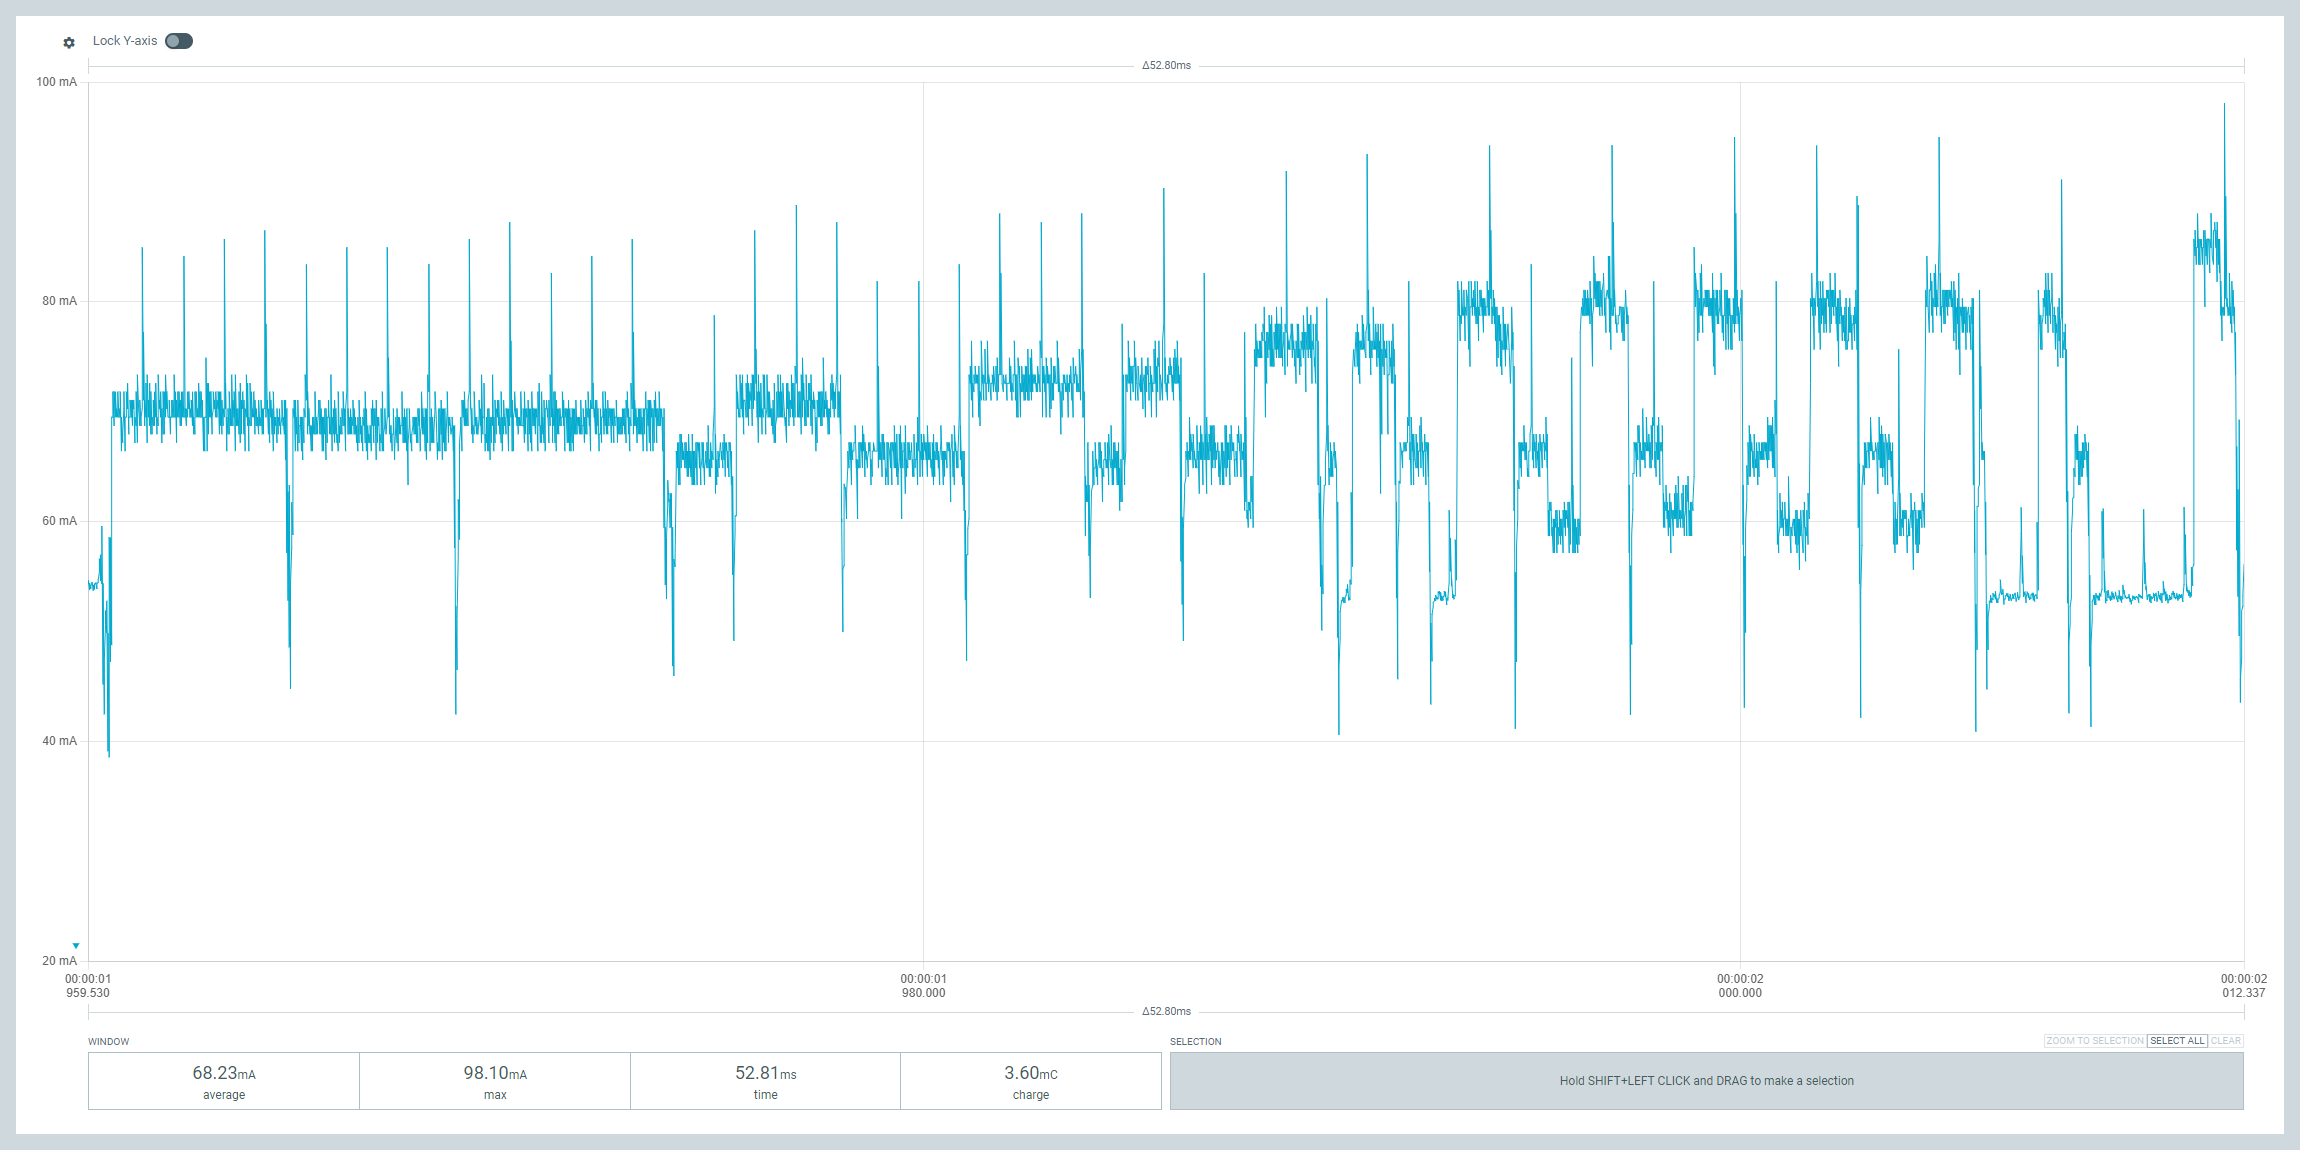 Lock Y-axis
Δ52.80ms
100 mA
80 mA
60 mA
40 mA
20 mA
00:00:01 00:00:01 00:00:02 00:00:02
959.530 980.000 000.000 012.337
Δ52.80ms
WINDOW
68.23mA 98.10mA 52.81ms 3.60mC
average max time charge
SELECTION
ZOOM TO SELECTION SELECT ALL CLEAR
Hold SHIFT+LEFT CLICK and DRAG to make a selection